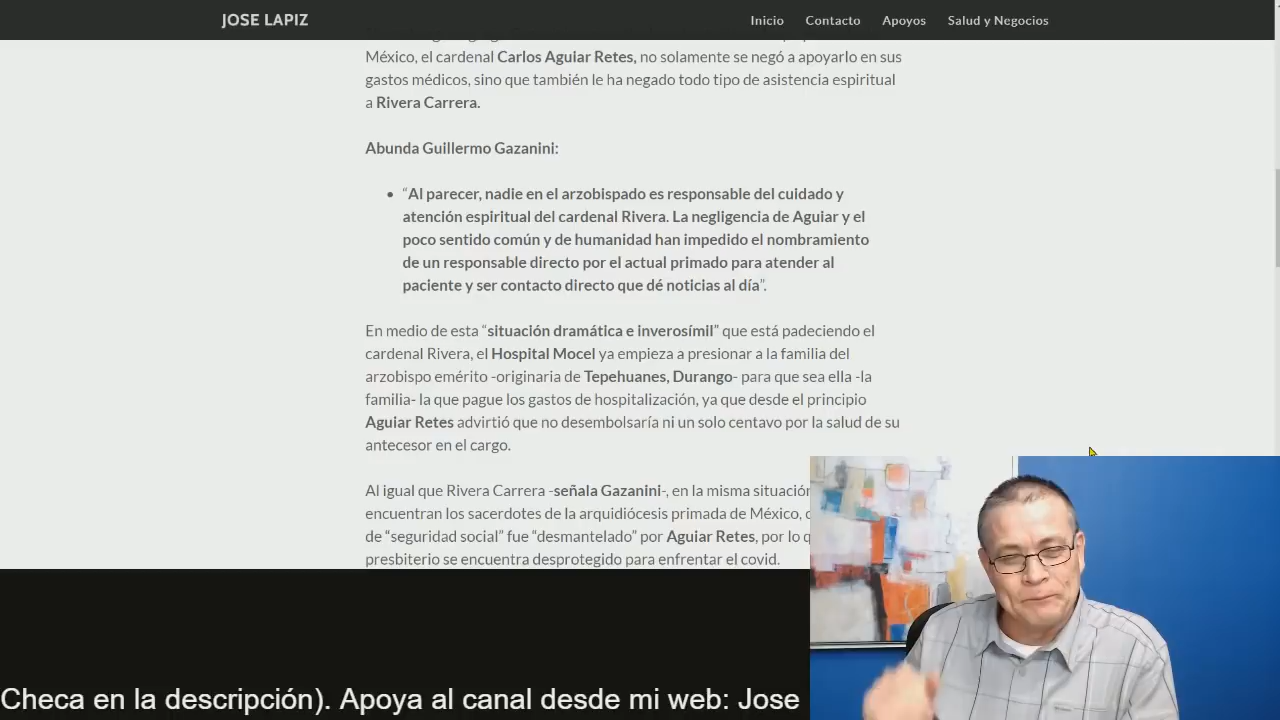 JOSE LAPIZ
Inicio Contacto Apoyos Salud y Negocios
México, el cardenal Carlos Aguiar Retes, no solamente se negó a apoyarlo en sus
gastos médicos, sino que también le ha negado todo tipo de asistencia espiritual
a Rivera Carrera.
Abunda Guillermo Gazanini:
• “Al parecer, nadie en el arzobispado es responsable del cuidado y
atención espiritual del cardenal Rivera. La negligencia de Aguiar y el
poco sentido común y de humanidad han impedido el nombramiento
de un responsable directo por el actual primado para atender al
paciente y ser contacto directo que dé noticias al día”.
En medio de esta “situación dramática e inverosímil” que está padeciendo el
cardenal Rivera, el Hospital Mocel ya empieza a presionar a la familia del
arzobispo emérito -originaria de Tepehuanes, Durango- para que sea ella -la
familia- la que pague los gastos de hospitalización, ya que desde el principio
Aguiar Retes advirtió que no desembolsaría ni un solo centavo por la salud de su
antecesor en el cargo.
Al igual que Rivera Carrera -señala Gazanini-, en la misma situación
encuentran los sacerdotes de la arquidiócesis primada de México,
de “seguridad social” fue “desmantelado” por Aguiar Retes, por lo
presbiterio se encuentra desprotegido para enfrentar el covid.
Checa en la descripción). Apoya al canal desde mi web: Jose